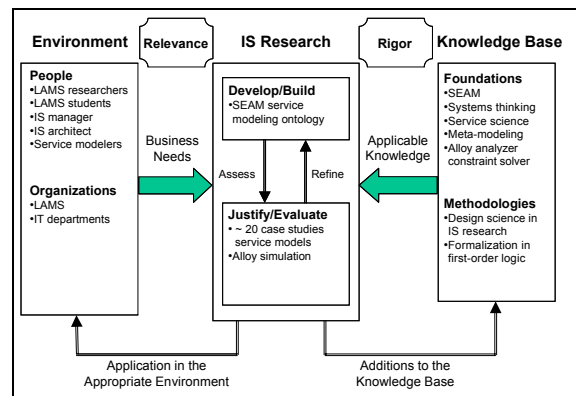 Environment
Relevance
IS Research
Rigor
Knowledge Base
People
•LAMS researchers
•LAMS students
•IS manager
•IS architect
•Service modelers
Organizations
•LAMS
•IT departments
Business
Needs
Develop/Build
•SEAM service
modeling ontology
Assess
Refine
Justify/Evaluate
•~ 20 case studies
service models
•Alloy simulation
Applicable
Knowledge
Foundations
•SEAM
•Systems thinking
•Service science
•Meta-modeling
•Alloy analyzer
constraint solver
Methodologies
•Design science in
IS research
•Formalization in
first-order logic
Application in the
Appropriate Environment
Additions to the
Knowledge Base